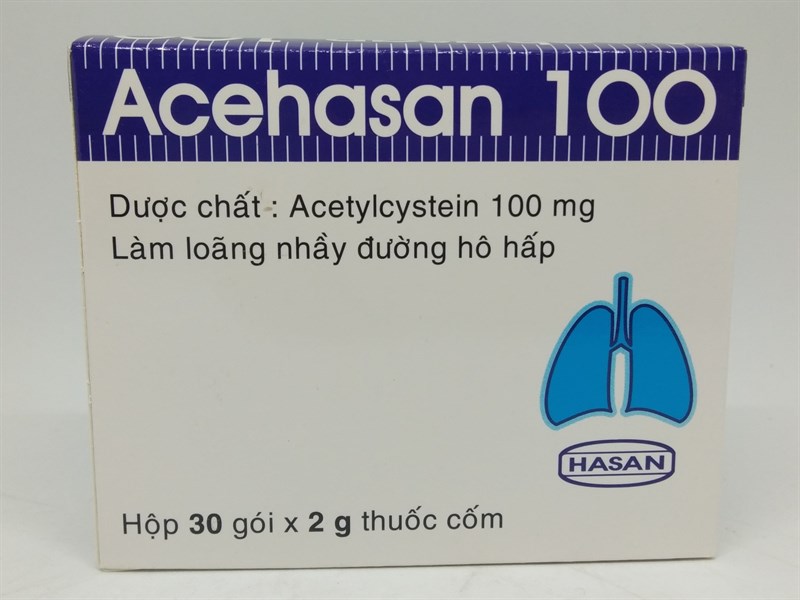 Acehasan 100
Dược chất : Acetylcystein 100 mg
Làm loãng nhầy đường hô hấp
HASAN
Hộp 30 gói x 2 g thuốc cốm